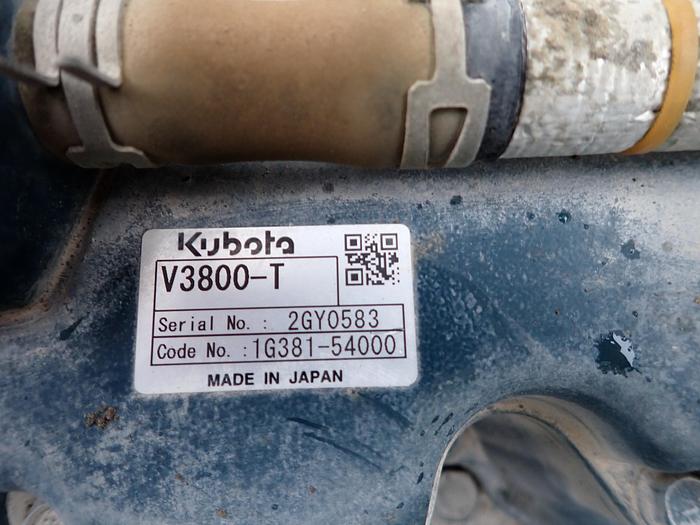 Kubota
V3800-T
Serial No. : 2GY0583
Code No. : 1G381-54000
MADE IN JAPAN